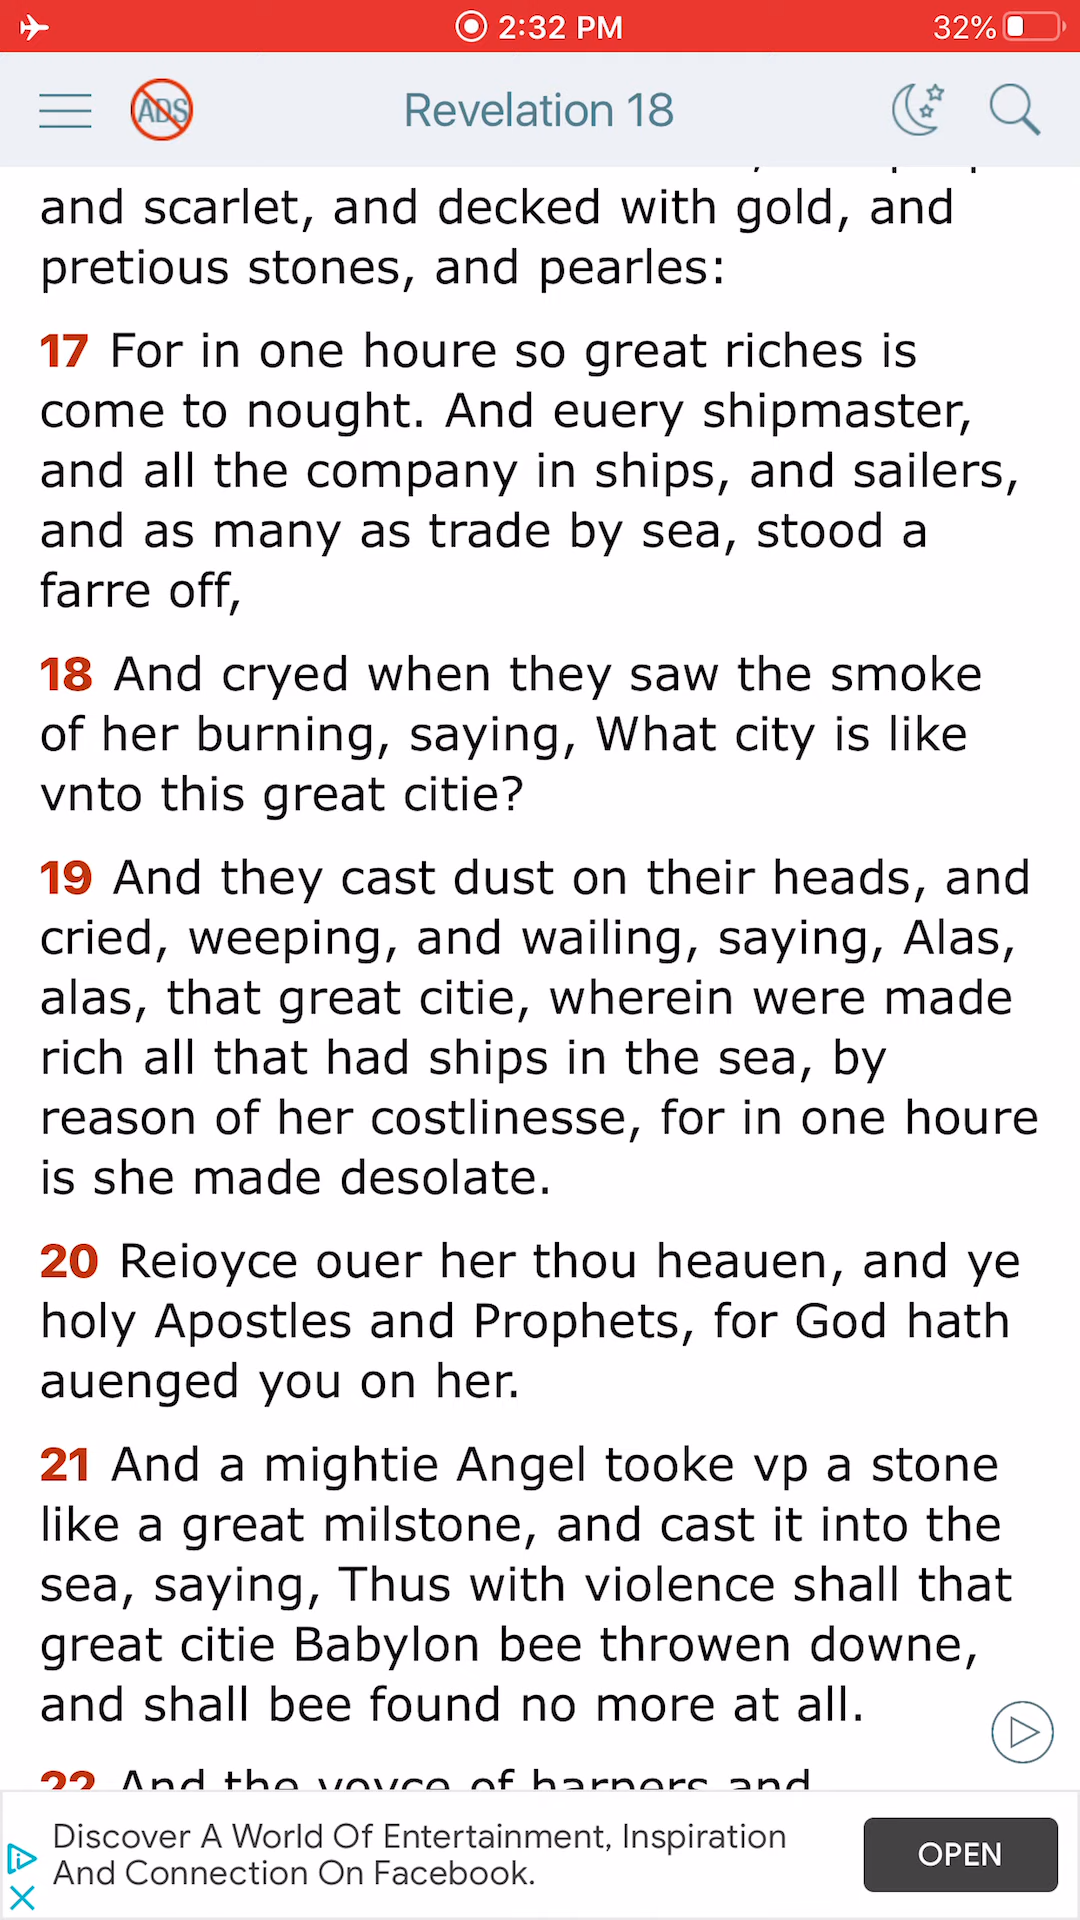 2:32 PM
32%
ADS
Revelation 18
and scarlet, and decked with gold, and
pretious stones, and pearles:
17 For in one houre so great riches is
come to nought. And euery shipmaster,
and all the company in ships, and sailers,
and as many as trade by sea, stood a
farre off,
18 And cryed when they saw the smoke
of her burning, saying, What city is like
vnto this great citie?
19 And they cast dust on their heads, and
cried, weeping, and wailing, saying, Alas,
alas, that great citie, wherein were made
rich all that had ships in the sea, by
reason of her costlinesse, for in one houre
is she made desolate.
20 Reioyce ouer her thou heauen, and ye
holy Apostles and Prophets, for God hath
auenged you on her.
21 And a mightie Angel tooke vp a stone
like a great milstone, and cast it into the
sea, saying, Thus with violence shall that
great citie Babylon bee throwen downe,
and shall bee found no more at all.
22 And the voyce of harpers and
Discover A World Of Entertainment, Inspiration
And Connection On Facebook.
OPEN